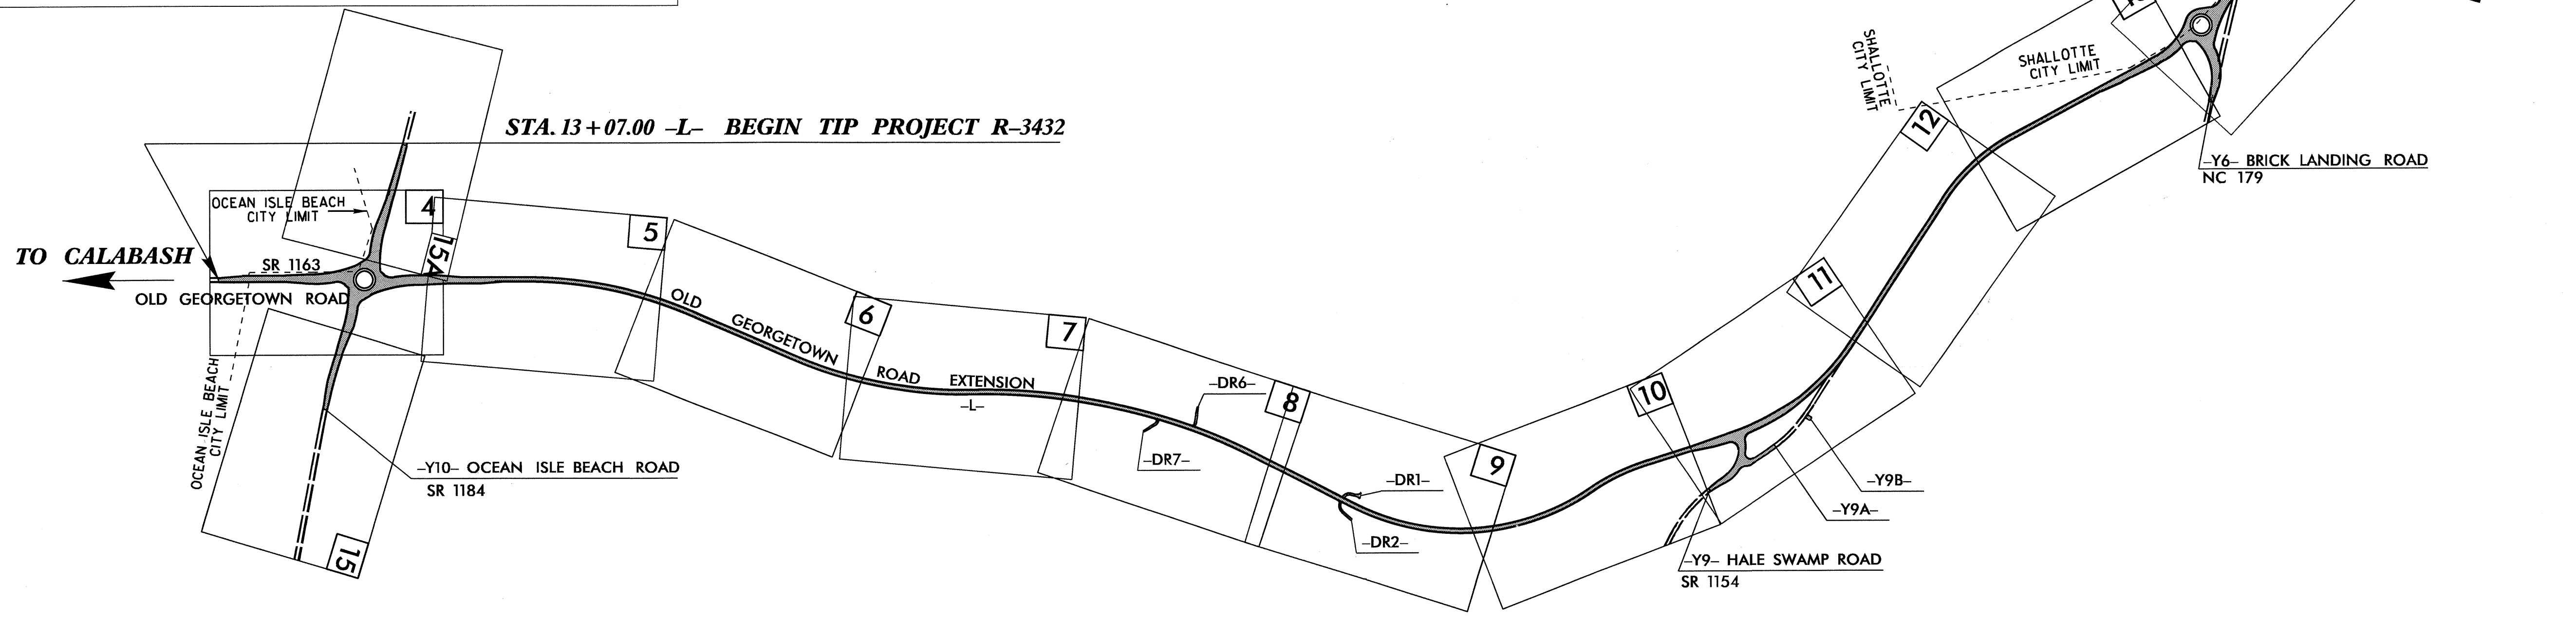 SHALLOTTE
CITY LIMIT
SHALLOTTE
CITY LIMIT
12
-Y6- BRICK LANDING ROAD
NC 179
STA. 13+07.00 -L- BEGIN TIP PROJECT R-3432
OCEAN ISLE BEACH
CITY LIMIT
4
15A
5
TO CALABASH
SR 1163
OLD GEORGETOWN ROAD
OLD
GEORGETOWN
ROAD
EXTENSION
-L-
6
7
11
-DR6-
8
10
-DR7-
OCEAN ISLE BEACH
CITY LIMIT
-Y10- OCEAN ISLE BEACH ROAD
SR 1184
9
-DR1-
-Y9B-
-Y9A-
-DR2-
15
-Y9- HALE SWAMP ROAD
SR 1154